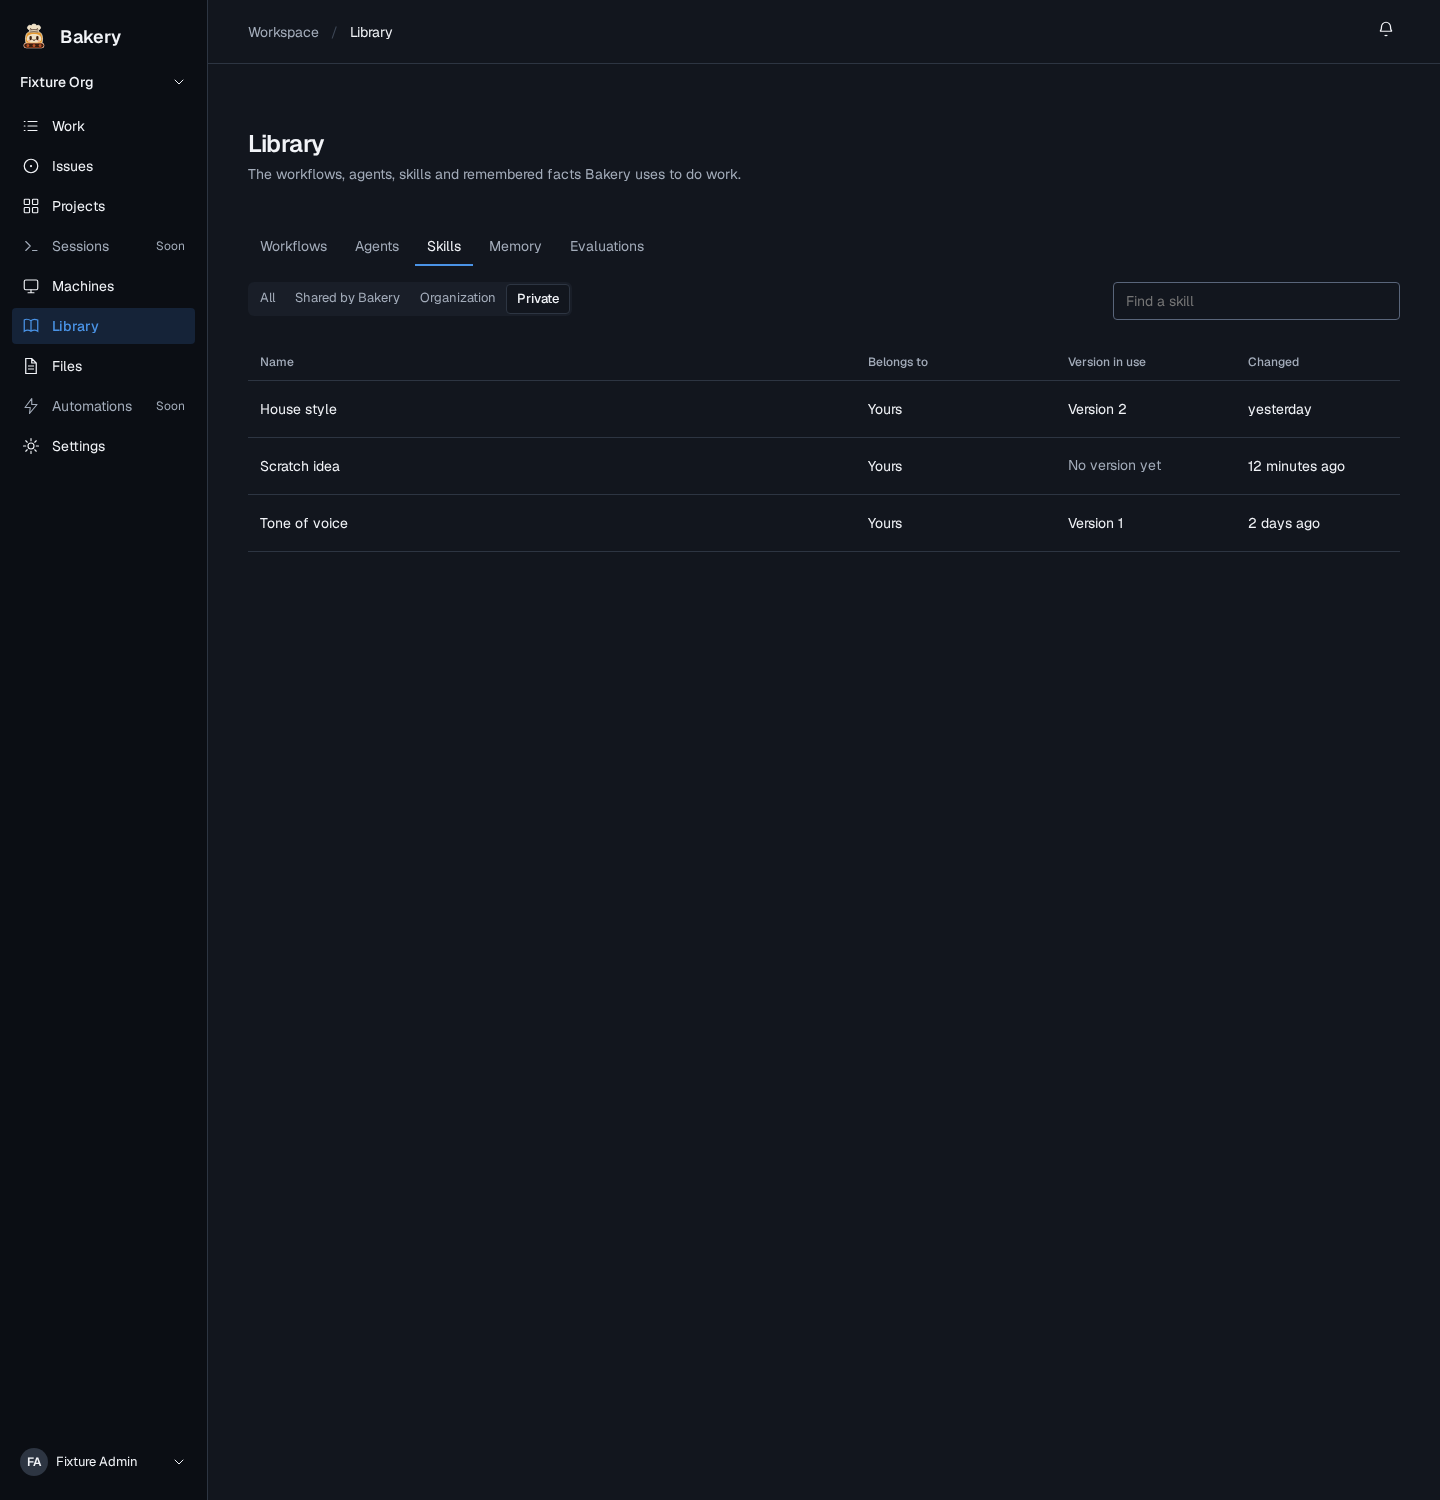 Bakery
Fixture Org
Work
Issues
Projects
Sessions Soon
Machines
Library
Files
Automations Soon
Settings
FA Fixture Admin
Workspace / Library
Library
The workflows, agents, skills and remembered facts Bakery uses to do work.
Workflows Agents Skills Memory Evaluations
All Shared by Bakery Organization Private
Find a skill
Name Belongs to Version in use Changed
House style Yours Version 2 yesterday
Scratch idea Yours No version yet 12 minutes ago
Tone of voice Yours Version 1 2 days ago